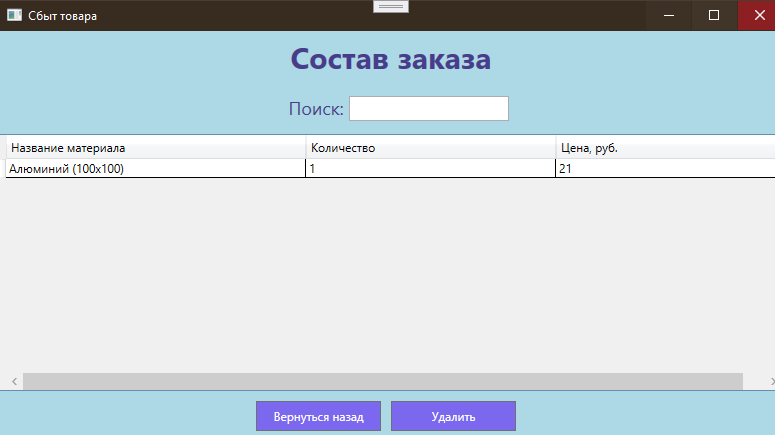 Сбыт товара
Состав заказа
Поиск:
Название материала Количество Цена, руб.
Алюминий (100x100) 1 21
Вернуться назад Удалить